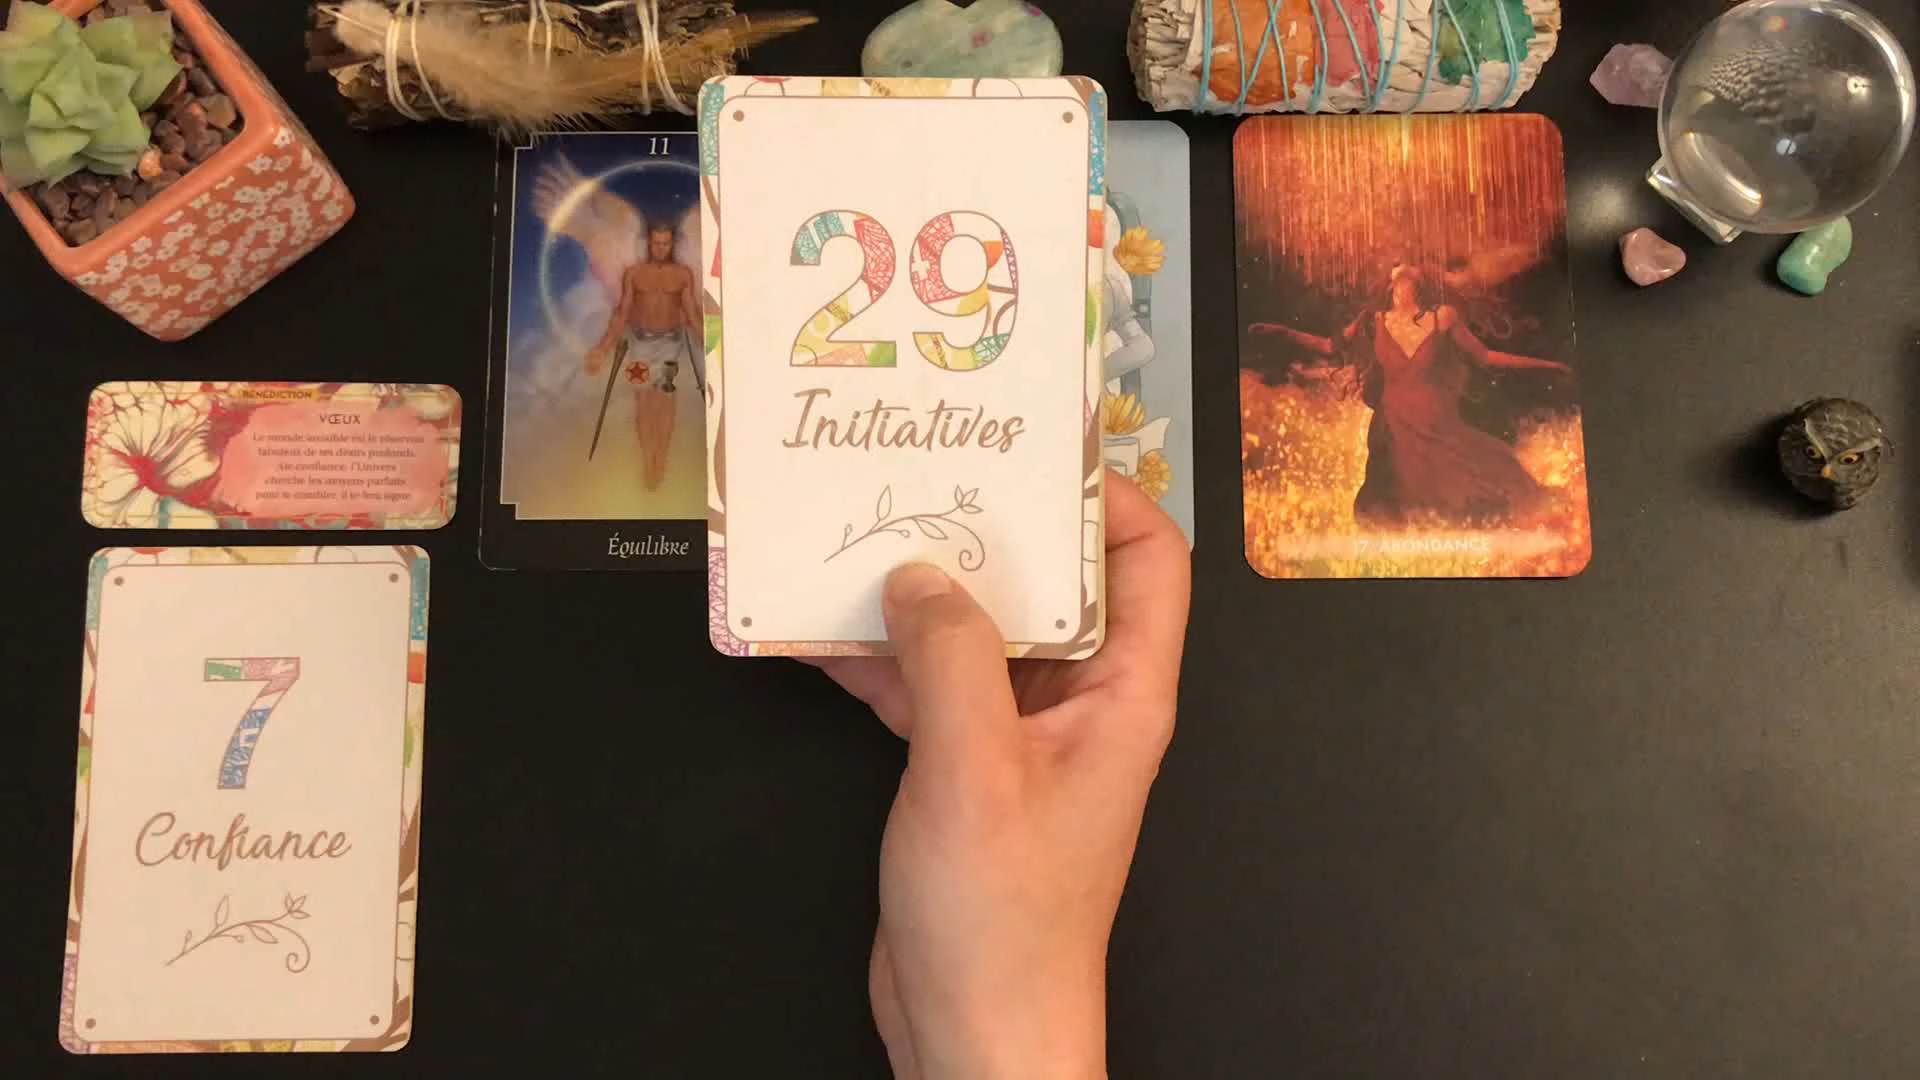 11
Équilibre
29
Initiatives
17. ABONDANCE
BÉNÉDICTION
VŒUX
Le monde invisible est le réservoir
fabuleux de tes désirs profonds.
Aie confiance, l'Univers
cherche les moyens parfaits
pour te combler, il te fera signe.
7
Confiance